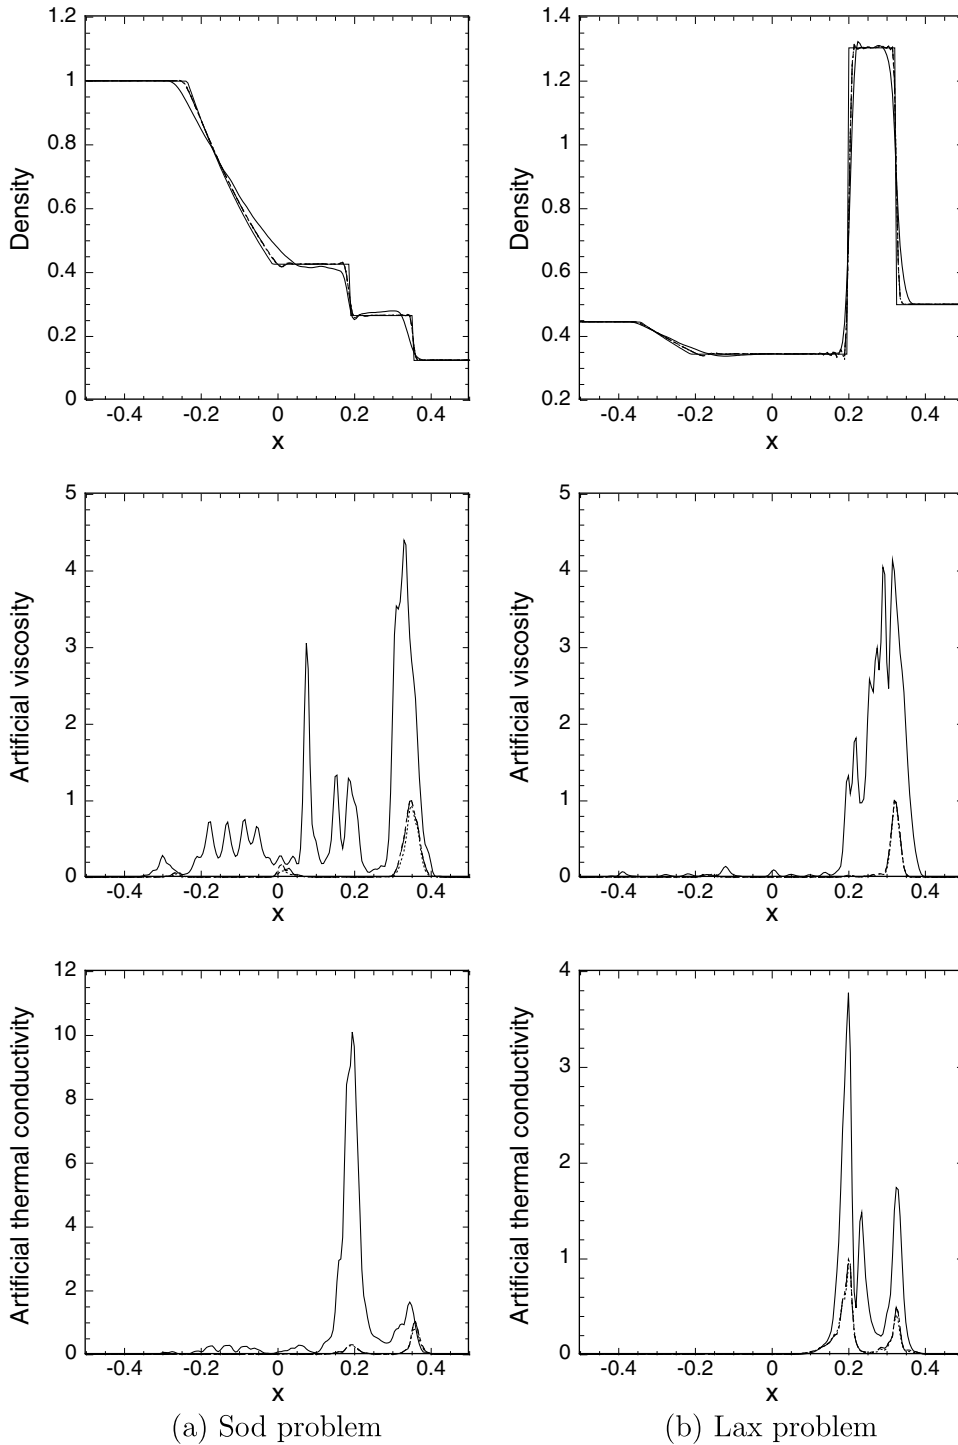 1.2
1
0.8
0.6
0.4
0.2
0
Density
-0.4 -0.2 0 0.2 0.4
x
1.4
1.2
1
0.8
0.6
0.4
0.2
Density
-0.4 -0.2 0 0.2 0.4
x
5
4
3
2
1
0
Artificial viscosity
-0.4 -0.2 0 0.2 0.4
x
5
4
3
2
1
0
Artificial viscosity
-0.4 -0.2 0 0.2 0.4
x
12
10
8
6
4
2
0
Artificial thermal conductivity
-0.4 -0.2 0 0.2 0.4
x
4
3
2
1
0
Artificial thermal conductivity
-0.4 -0.2 0 0.2 0.4
x
(a) Sod problem
(b) Lax problem